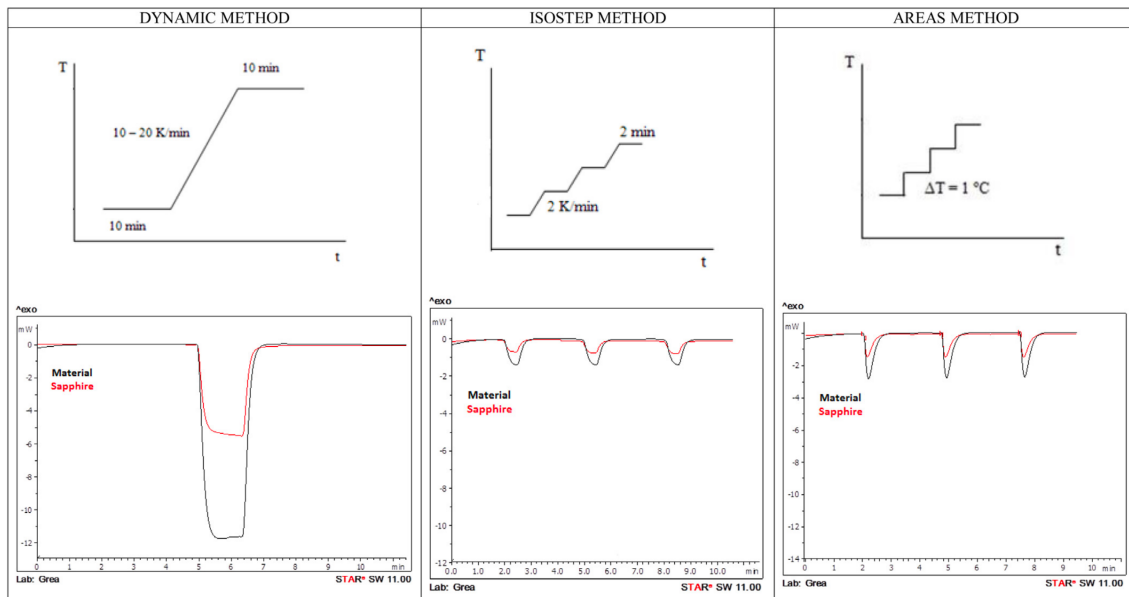 DYNAMIC METHOD
ISOSTEP METHOD
AREAS METHOD
T
10 min
10 – 20 K/min
10 min
t
T
2 min
2 K/min
t
T
ΔT = 1 °C
t
^exo
mW
0
-2
-4
-6
-8
-10
-12
Material
Sapphire
0 1 2 3 4 5 6 7 8 9 10 min
Lab: Grea
STARe SW 11.00
^exo
mW
0
-2
-4
-6
-8
-10
-12
Material
Sapphire
0.0 1.0 2.0 3.0 4.0 5.0 6.0 7.0 8.0 9.0 10.0 min
Lab: Grea
STARe SW 11.00
^exo
mW
0
-2
-4
-6
-8
-10
-12
-14
Material
Sapphire
0 1 2 3 4 5 6 7 8 9 10 min
Lab: Grea
STARe SW 11.00